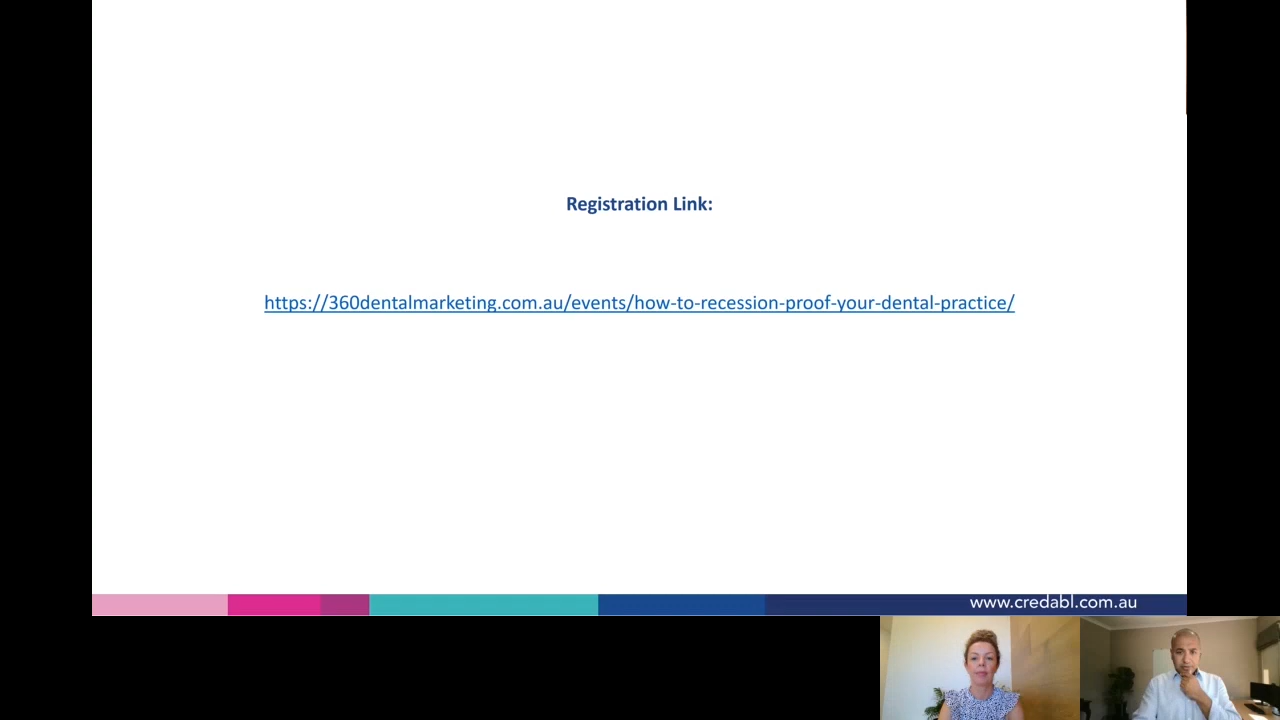 Registration Link:
https://360dentalmarketing.com.au/events/how-to-recession-proof-your-dental-practice/
www.credabl.com.au